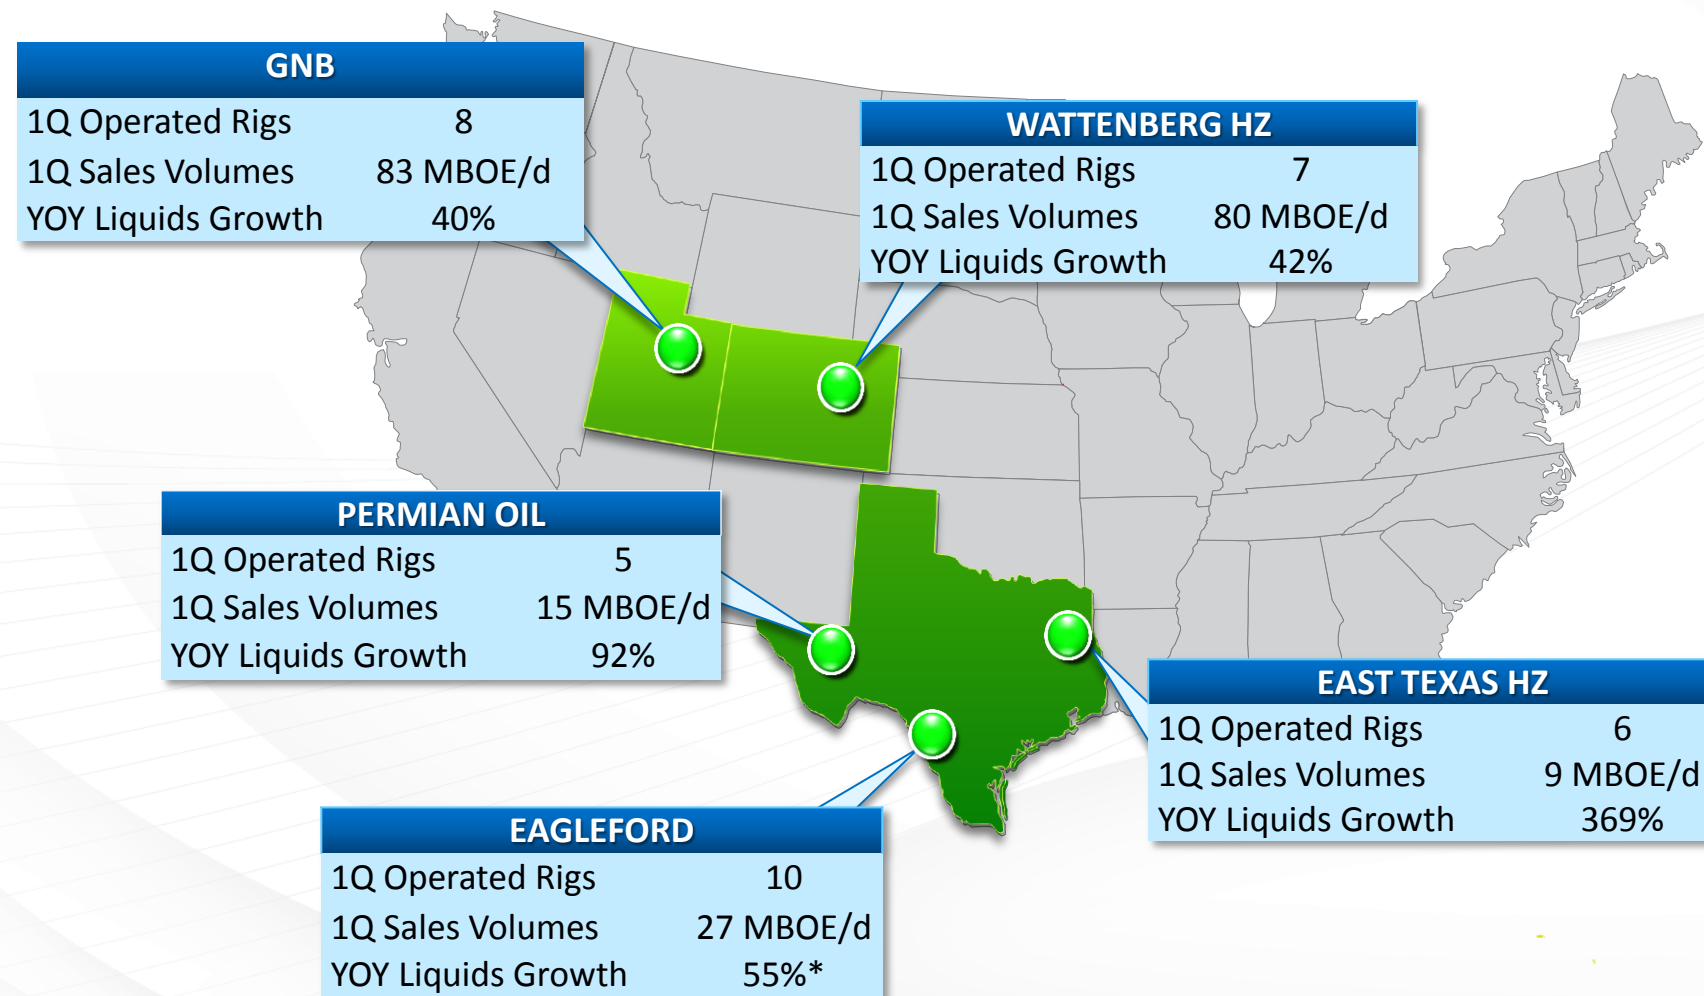 GNB
1Q Operated Rigs 8
1Q Sales Volumes 83 MBOE/d
YOY Liquids Growth 40%
WATTENBERG HZ
1Q Operated Rigs 7
1Q Sales Volumes 80 MBOE/d
YOY Liquids Growth 42%
PERMIAN OIL
1Q Operated Rigs 5
1Q Sales Volumes 15 MBOE/d
YOY Liquids Growth 92%
EAST TEXAS HZ
1Q Operated Rigs 6
1Q Sales Volumes 9 MBOE/d
YOY Liquids Growth 369%
EAGLEFORD
1Q Operated Rigs 10
1Q Sales Volumes 27 MBOE/d
YOY Liquids Growth 55%*